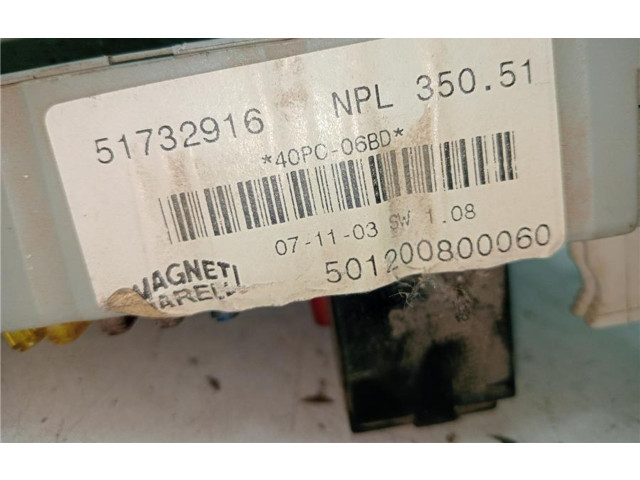 51732916 NPL 350.51
*40PC-06BD*
07-11-03 SW 1.08
501200800060
MAGNETI
MARELLI